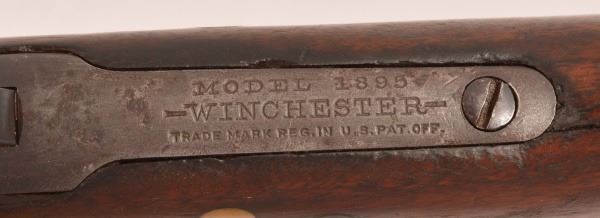 MODEL 1895
-WINCHESTER-
TRADE MARK REG. IN U.S. PAT. OFF.